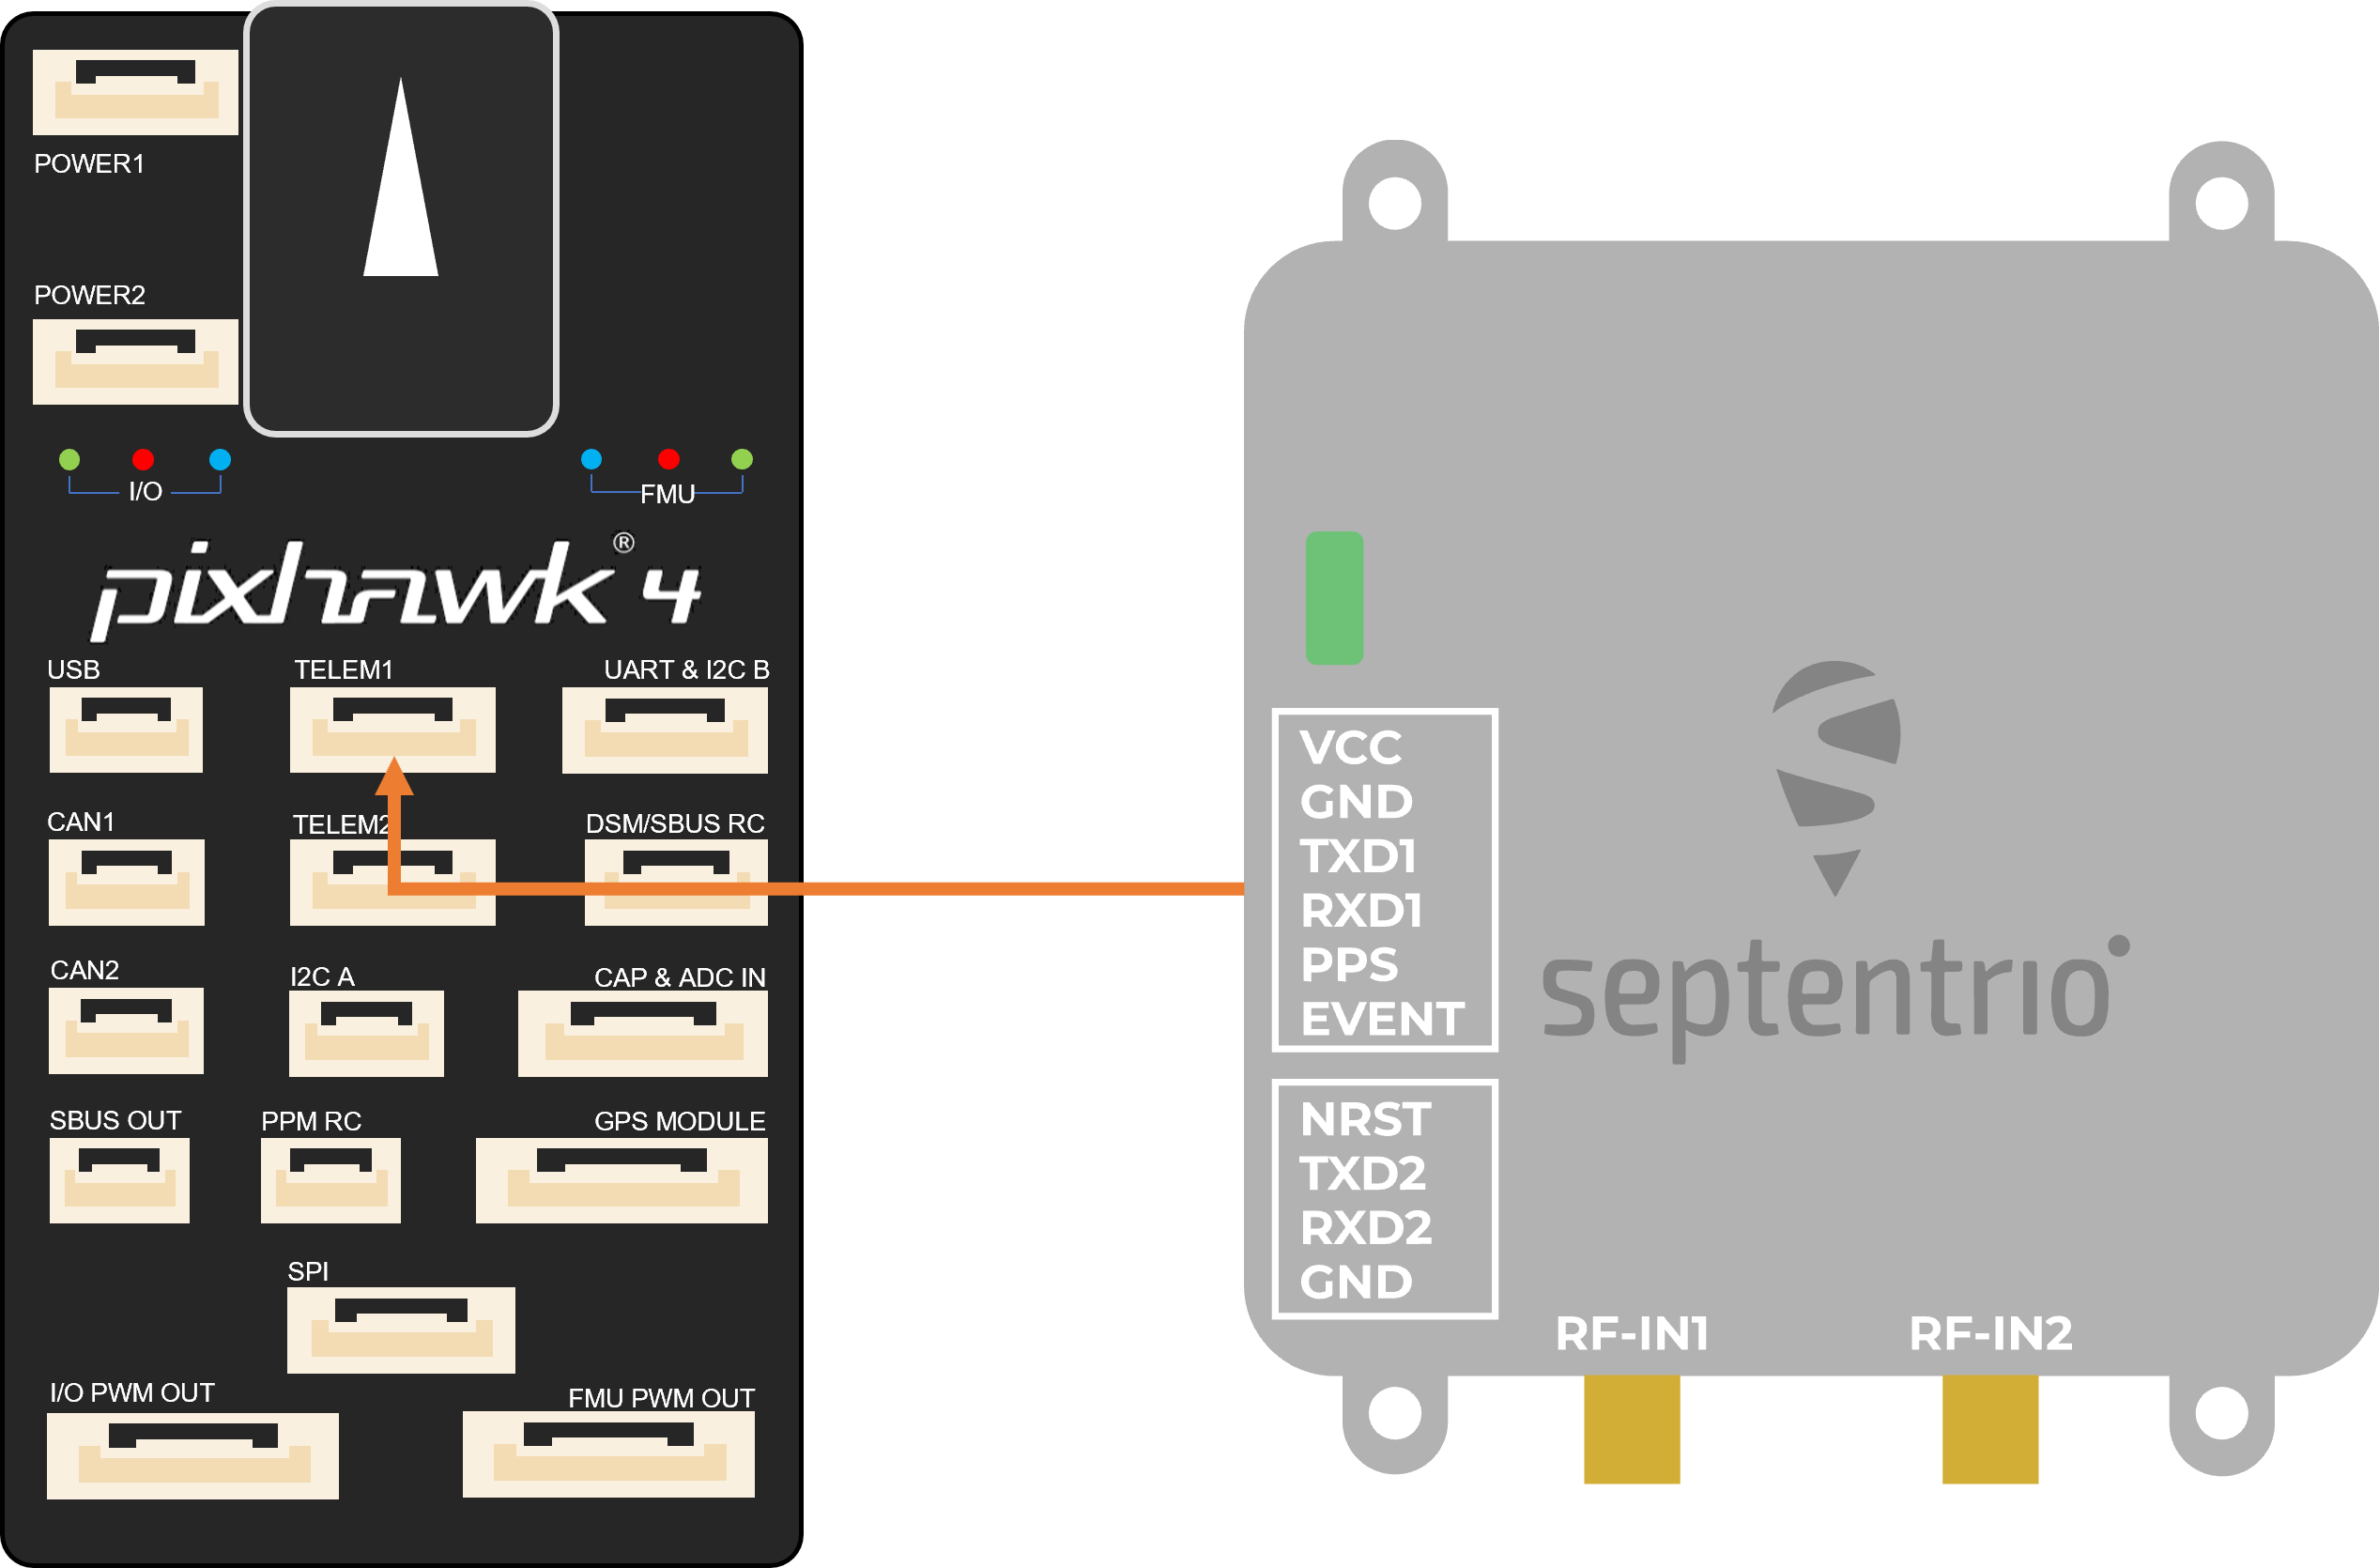 POWER1
POWER2
I/O
FMU
pixhawk® 4
USB
TELEM1
UART & I2C B
CAN1
TELEM2
DSM/SBUS RC
CAN2
I2C A
CAP & ADC IN
SBUS OUT
PPM RC
GPS MODULE
SPI
I/O PWM OUT
FMU PWM OUT
VCC
GND
TXD1
RXD1
PPS
EVENT
NRST
TXD2
RXD2
GND
septentrio
RF-IN1
RF-IN2